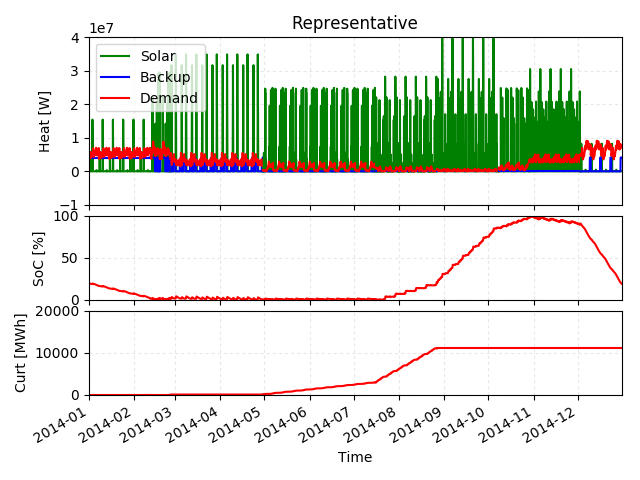 Representative
1e7
4
3
2
1
0
−1
Heat [W]
Solar
Backup
Demand
100
50
0
SoC [%]
20000
10000
0
Curt [MWh]
2014-01
2014-02
2014-03
2014-04
2014-05
2014-06
2014-07
2014-08
2014-09
2014-10
2014-11
2014-12
Time